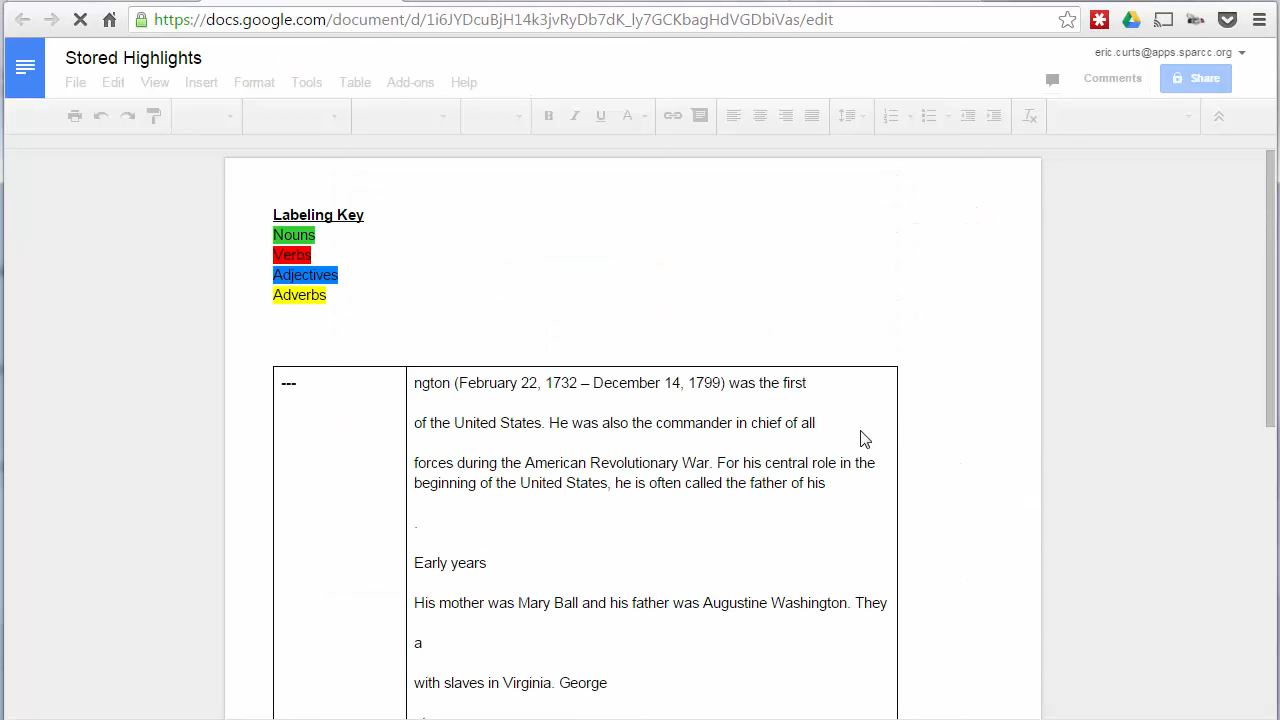 https://docs.google.com/document/d/1i6JYDcuBjH14k3jvRyDb7dK_ly7GCKbagHdVGDbiVas/edit
Stored Highlights
eric.curts@apps.sparcc.org
File Edit View Insert Format Tools Table Add-ons Help
Comments
Share
B I U A
Labeling Key
Nouns
Verbs
Adjectives
Adverbs
---
ngton (February 22, 1732 – December 14, 1799) was the first
of the United States. He was also the commander in chief of all
forces during the American Revolutionary War. For his central role in the
beginning of the United States, he is often called the father of his
.
Early years
His mother was Mary Ball and his father was Augustine Washington. They
a
with slaves in Virginia. George